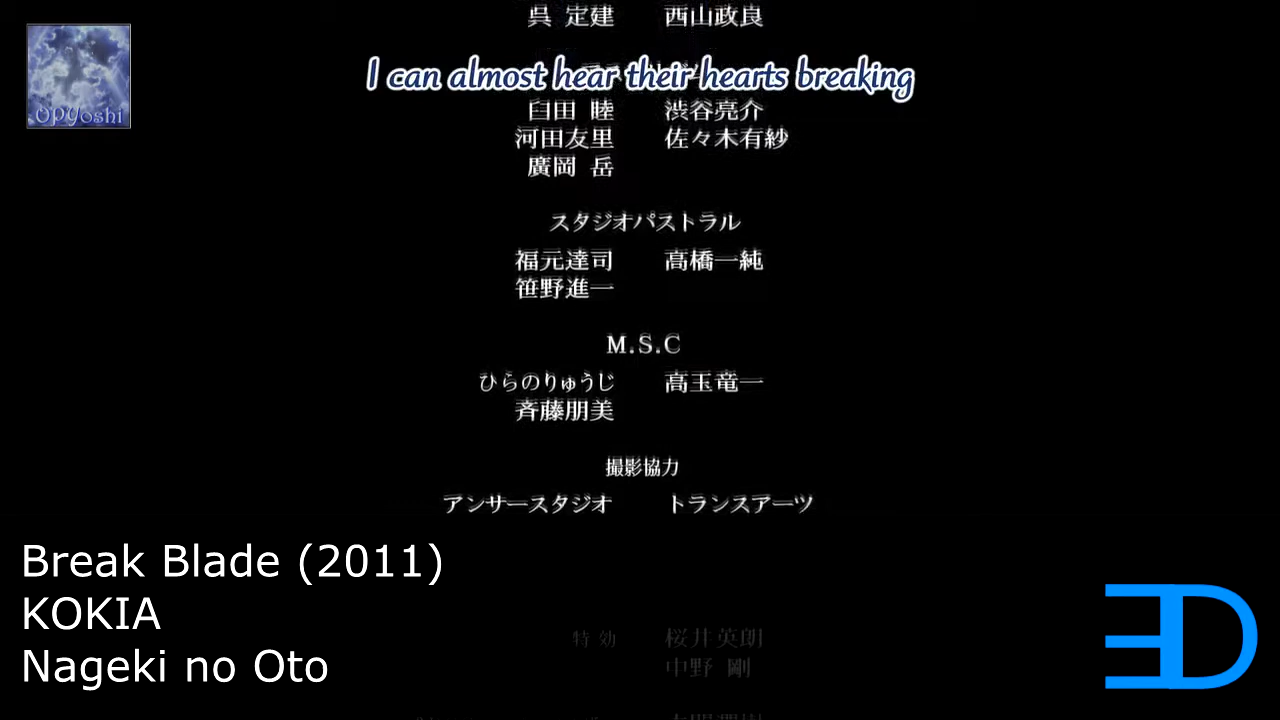 呉 定建 西山政良
I can almost hear their hearts breaking
OPYoshi
臼田 睦 渋谷亮介
河田友里 佐々木有紗
廣岡 岳
スタジオパストラル
福元達司 高橋一純
笹野進一
M.S.C
ひらのりゅうじ 高玉竜一
斉藤朋美
撮影協力
アンサースタジオ トランスアーツ
Break Blade (2011)
KOKIA
Nageki no Oto
特 効 桜井英朗
中野 剛
ED